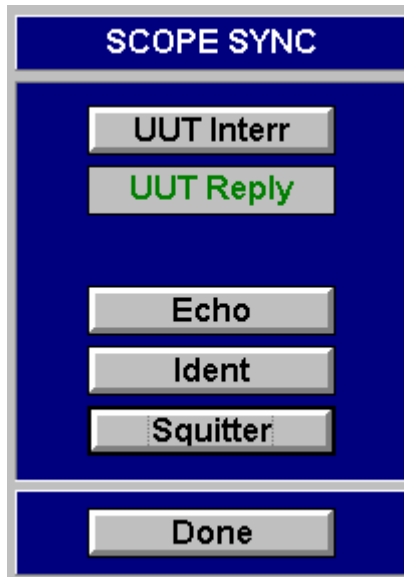 SCOPE SYNC
UUT Interr
UUT Reply
Echo
Ident
Squitter
Done